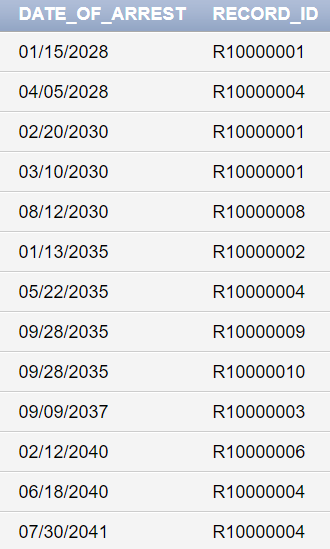 DATE_OF_ARREST RECORD_ID
01/15/2028 R10000001
04/05/2028 R10000004
02/20/2030 R10000001
03/10/2030 R10000001
08/12/2030 R10000008
01/13/2035 R10000002
05/22/2035 R10000004
09/28/2035 R10000009
09/28/2035 R10000010
09/09/2037 R10000003
02/12/2040 R10000006
06/18/2040 R10000004
07/30/2041 R10000004